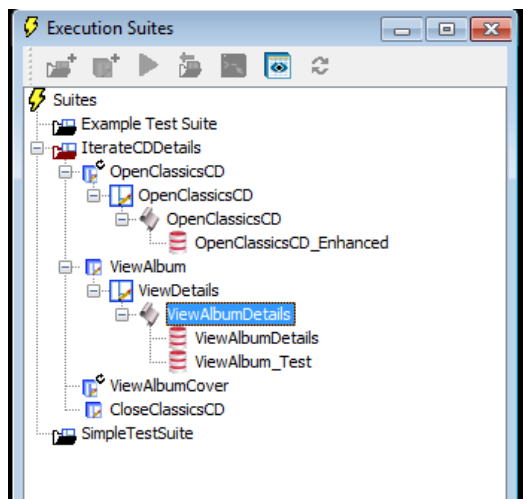 Execution Suites
Suites
Example Test Suite
IterateCDDetails
OpenClassicsCD
OpenClassicsCD
OpenClassicsCD
OpenClassicsCD_Enhanced
ViewAlbum
ViewDetails
ViewAlbumDetails
ViewAlbumDetails
ViewAlbum_Test
ViewAlbumCover
CloseClassicsCD
SimpleTestSuite